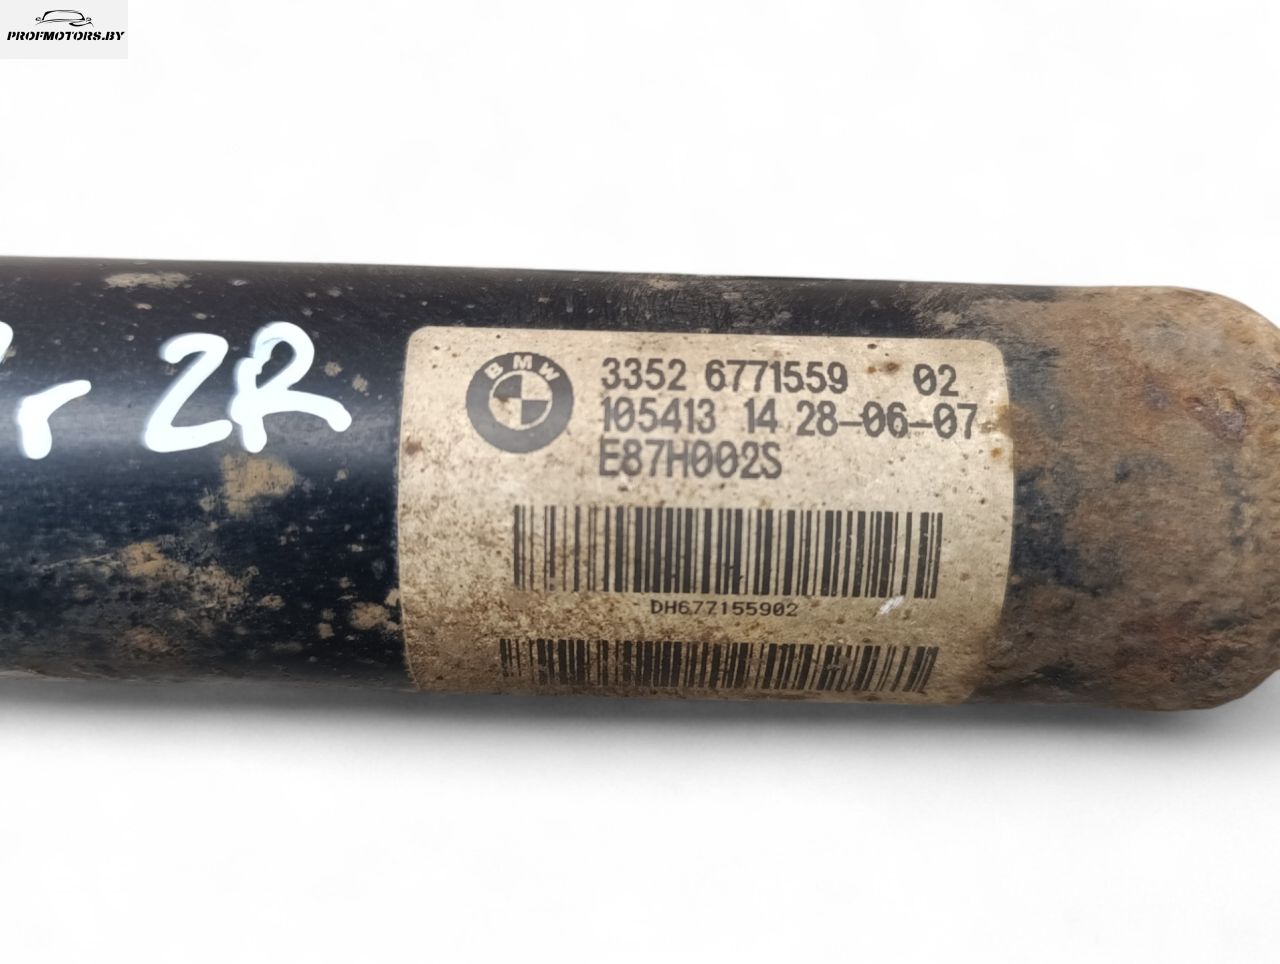 PROFMOTORS.BY
r 2R
BMW
3352 6771559 02
105413 14 28-06-07
E87H002S
DH677155902